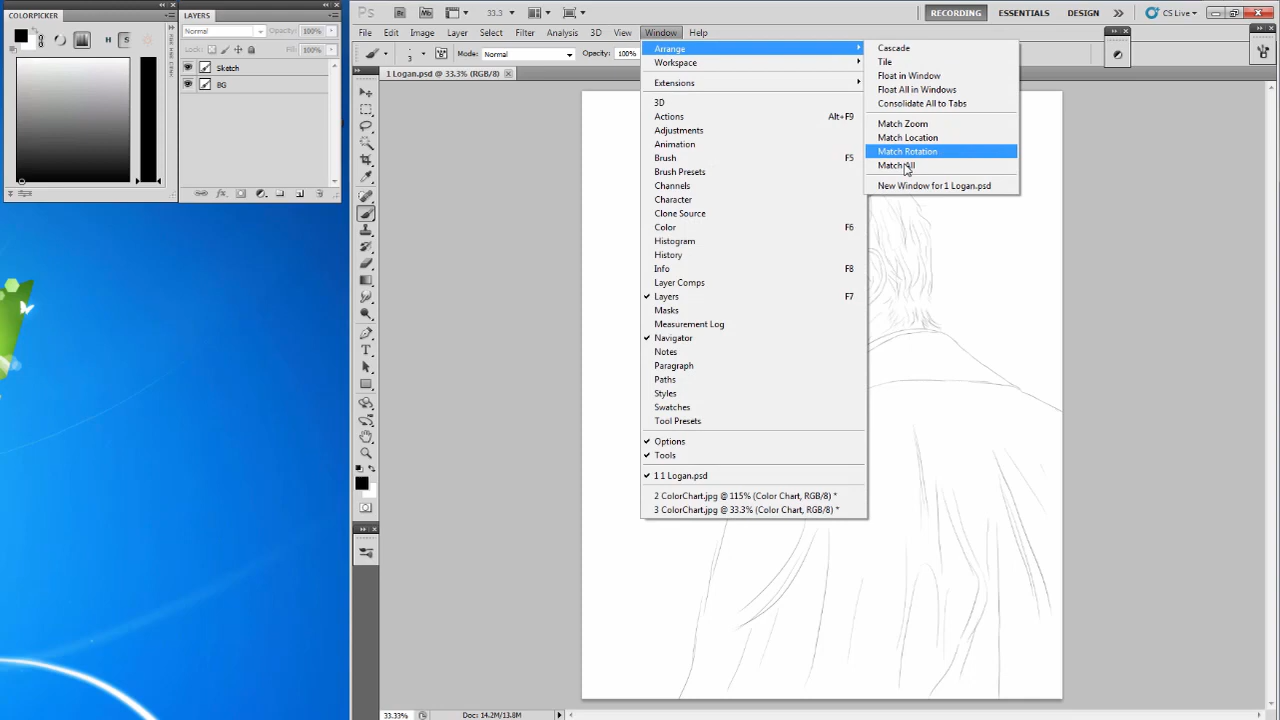 COLORPICKER
LAYERS
Normal
Opacity: 100%
Lock:
Fill: 100%
Sketch
BG
H
S
Ps
Br
Mb
33.3
RECORDING
ESSENTIALS
DESIGN
CS Live
File
Edit
Image
Layer
Select
Filter
Analysis
3D
View
Window
Help
3
Mode: Normal
Opacity: 100%
1 Logan.psd @ 33.3% (RGB/8)
Arrange
Workspace
Extensions
3D
Actions Alt+F9
Adjustments
Animation
Brush F5
Brush Presets
Channels
Character
Clone Source
Color F6
Histogram
History
Info F8
Layer Comps
Layers F7
Masks
Measurement Log
Navigator
Notes
Paragraph
Paths
Styles
Swatches
Tool Presets
Options
Tools
1 1 Logan.psd
2 ColorChart.jpg @ 115% (Color Chart, RGB/8) *
3 ColorChart.jpg @ 33.3% (Color Chart, RGB/8) *
Cascade
Tile
Float in Window
Float All in Windows
Consolidate All to Tabs
Match Zoom
Match Location
Match Rotation
Match All
New Window for 1 Logan.psd
33.33%
Doc: 14.2M/13.8M